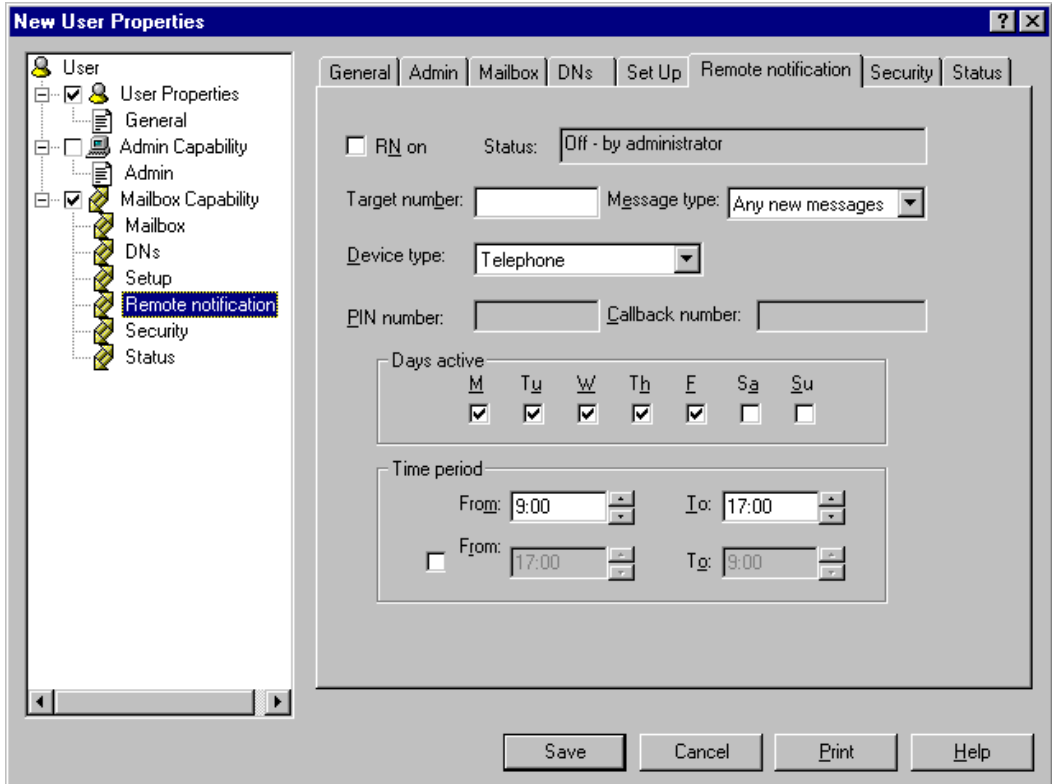 New User Properties
User
User Properties
General
Admin Capability
Admin
Mailbox Capability
Mailbox
DNs
Setup
Remote notification
Security
Status
General Admin Mailbox DNs Set Up Remote notification Security Status
RN on Status: Off - by administrator
Target number: Message type: Any new messages
Device type: Telephone
PIN number: Callback number:
Days active
M Tu W Th F Sa Su
Time period
From: 9:00 To: 17:00
From: 17:00 To: 9:00
Save Cancel Print Help